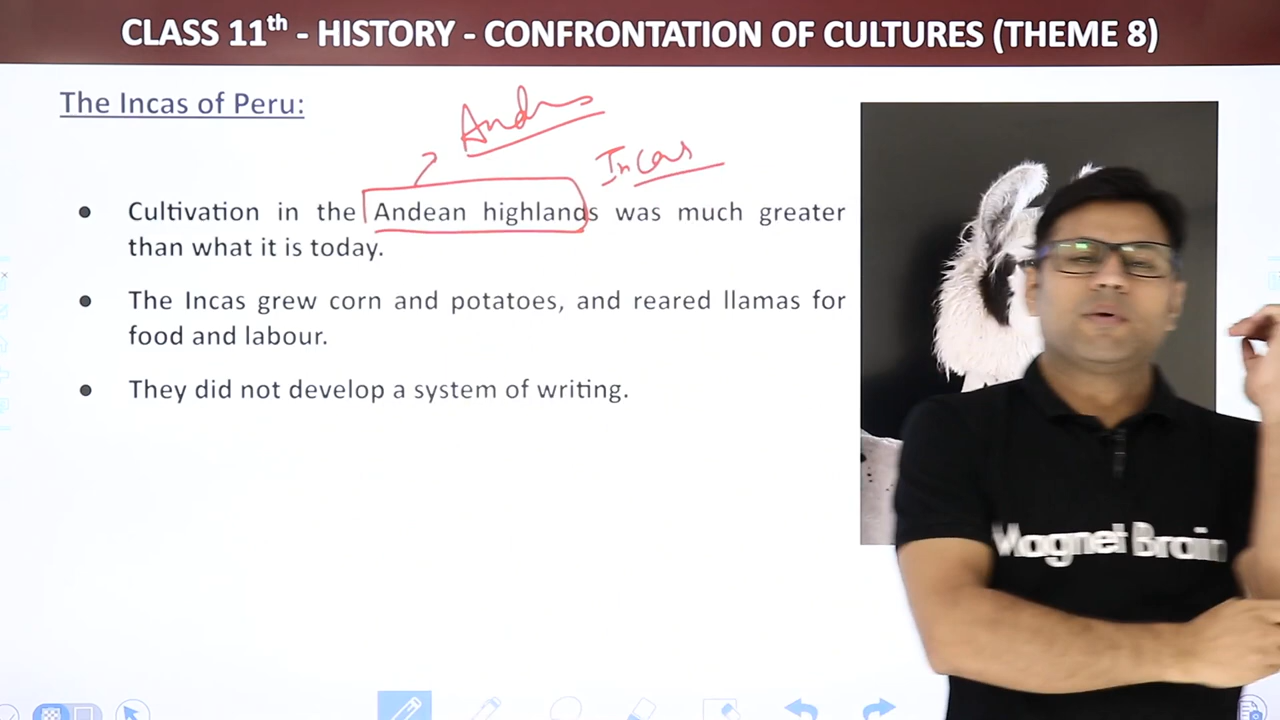 CLASS 11th - HISTORY - CONFRONTATION OF CULTURES (THEME 8)
The Incas of Peru:
Andes
Incas
● Cultivation in the Andean highlands was much greater
than what it is today.
● The Incas grew corn and potatoes, and reared llamas for
food and labour.
● They did not develop a system of writing.
Magnet Brain